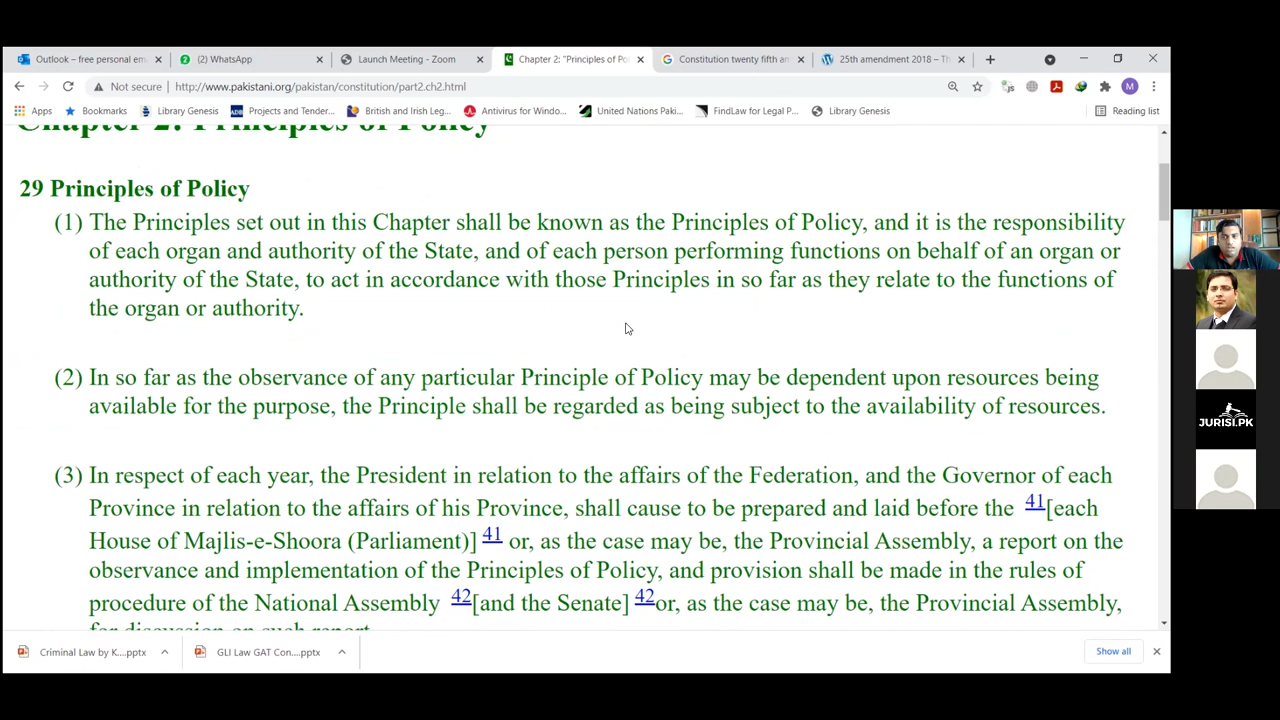 Outlook – free personal em
(2) WhatsApp
Launch Meeting - Zoom
Chapter 2: "Principles of Po
Constitution twenty fifth an
25th amendment 2018 – Th
Not secure
http://www.pakistani.org/pakistan/constitution/part2.ch2.html
M
Apps
Bookmarks
Library Genesis
Projects and Tender...
British and Irish Leg...
Antivirus for Windo...
United Nations Paki...
FindLaw for Legal P...
Library Genesis
Reading list
Chapter 2: Principles of Policy
29 Principles of Policy
(1) The Principles set out in this Chapter shall be known as the Principles of Policy, and it is the responsibility
of each organ and authority of the State, and of each person performing functions on behalf of an organ or
authority of the State, to act in accordance with those Principles in so far as they relate to the functions of
the organ or authority.
(2) In so far as the observance of any particular Principle of Policy may be dependent upon resources being
available for the purpose, the Principle shall be regarded as being subject to the availability of resources.
(3) In respect of each year, the President in relation to the affairs of the Federation, and the Governor of each
Province in relation to the affairs of his Province, shall cause to be prepared and laid before the 41[each
House of Majlis-e-Shoora (Parliament)] 41 or, as the case may be, the Provincial Assembly, a report on the
observance and implementation of the Principles of Policy, and provision shall be made in the rules of
procedure of the National Assembly 42[and the Senate] 42or, as the case may be, the Provincial Assembly,
for discussion on such report.
JURISI.PK
Criminal Law by K....pptx
GLI Law GAT Con....pptx
Show all